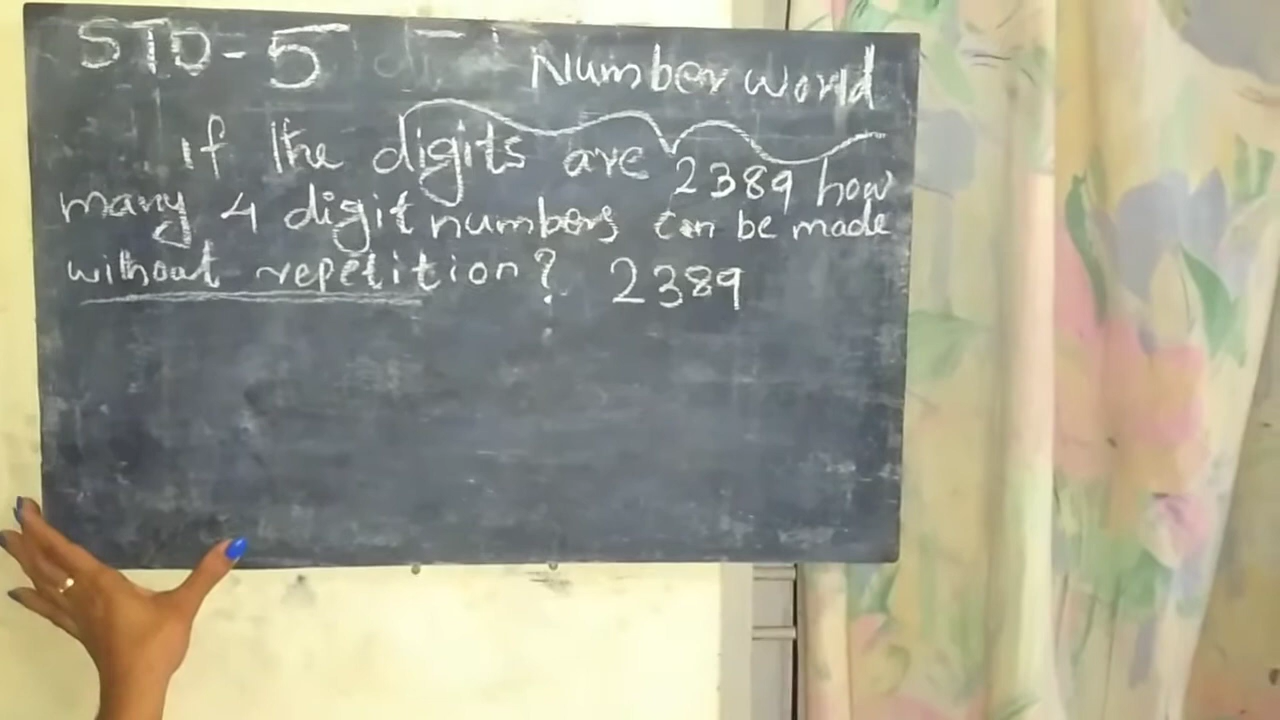 STD-5
Number world
If the digits are 2389 how
many 4 digit numbers can be made
without repetition? 2389